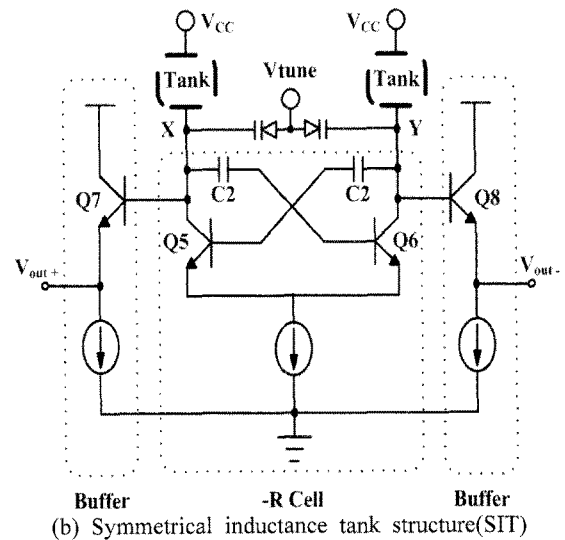 VCC VCC
Tank Vtune Tank
X Y
C2 C2
Q7 Q8
Q5 Q6
Vout+ Vout-
Buffer -R Cell Buffer
(b) Symmetrical inductance tank structure(SIT)